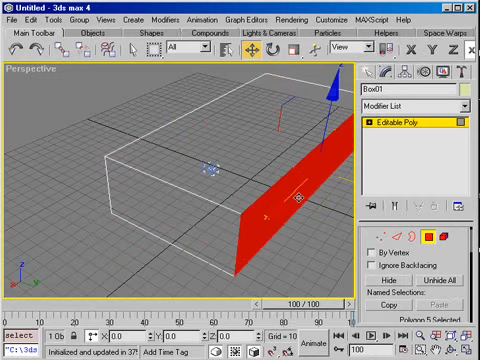 Untitled - 3ds max 4
File Edit Tools Group Views Create Modifiers Animation Graph Editors Rendering Customize MAXScript Help
Main Toolbar Objects Shapes Compounds Lights & Cameras Particles Helpers Space Warps
All View X Y Z
Perspective
Box01
Modifier List
Editable Poly
By Vertex
Ignore Backfacing
Hide Unhide All
Named Selections:
Copy Paste
Polygon 5 Selected
z
x y
100 / 100
0 10 20 30 40 50 60 70 80 90
select 1 Ob X: 0.0 Y: 0.0 Z: 0.0 Grid = 10 Animate
"C:\3ds Initialized and updated in 37 Add Time Tag 100